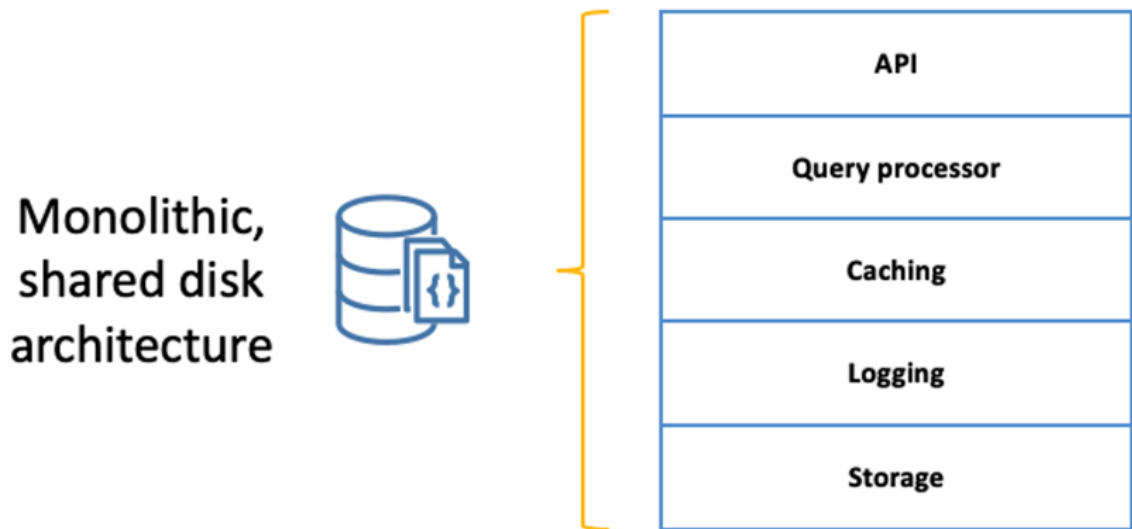 Monolithic,
shared disk
architecture
{}
API
Query processor
Caching
Logging
Storage